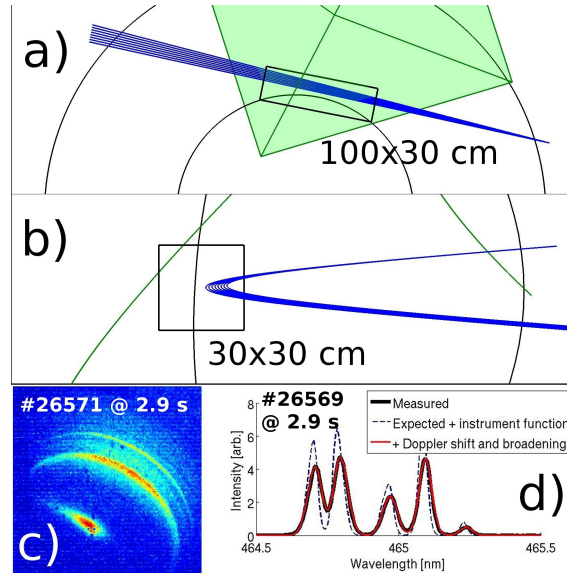 a)
100x30 cm
b)
30x30 cm
#26571 @ 2.9 s
c)
#26569
@ 2.9 s
Measured
Expected + instrument function
+ Doppler shift and broadening
d)
Intensity [arb.]
8
6
4
2
0
464.5
465
465.5
Wavelength [nm]